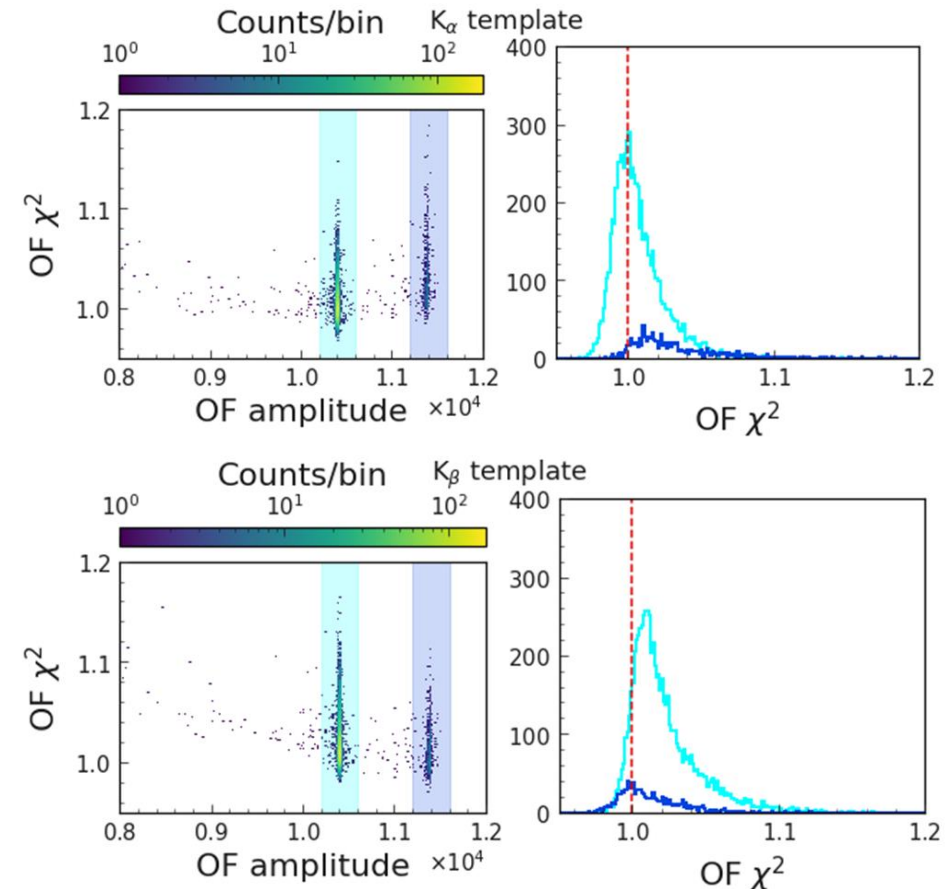 Counts/bin Kα template
10⁰ 10¹ 10² 400
1.2
300
1.1
OF χ² 200
1.0 100
0
0.8 0.9 1.0 1.1 1.2 1.0 1.1 1.2
OF amplitude ×10⁴ OF χ²
Counts/bin Kβ template
10⁰ 10¹ 10² 400
1.2
300
1.1
OF χ² 200
1.0 100
0
0.8 0.9 1.0 1.1 1.2 1.0 1.1 1.2
OF amplitude ×10⁴ OF χ²